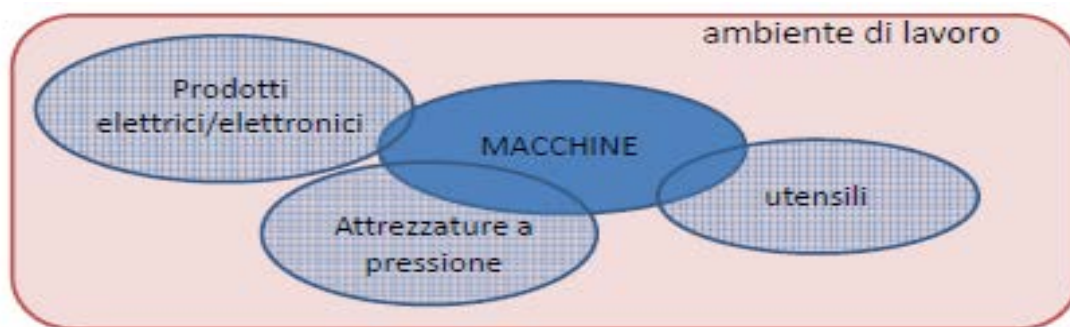 ambiente di lavoro
Prodotti
elettrici/elettronici
MACCHINE
utensili
Attrezzature a
pressione